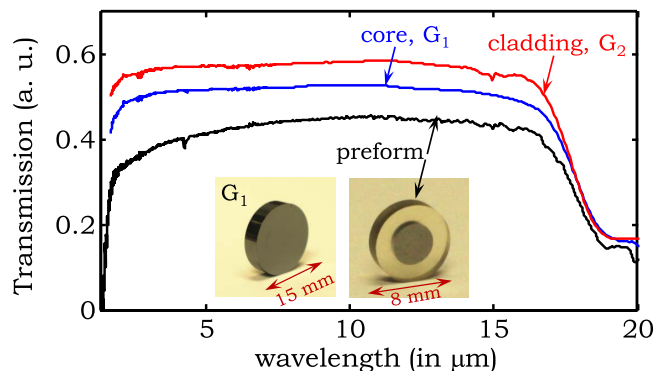 Transmission (a. u.)
0.6
0.4
0.2
0
core, G1
cladding, G2
preform
G1
15 mm
8 mm
5
10
15
20
wavelength (in μm)